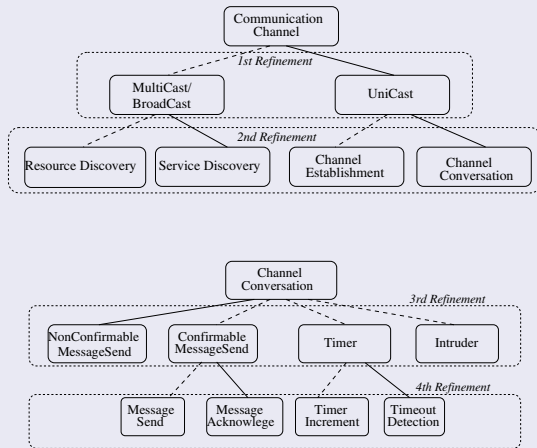 Communication
Channel
1st Refinement
MultiCast/
BroadCast
UniCast
2nd Refinement
Resource Discovery
Service Discovery
Channel
Establishment
Channel
Conversation
Channel
Conversation
3rd Refinement
NonConfirmable
MessageSend
Confirmable
MessageSend
Timer
Intruder
4th Refinement
Message
Send
Message
Acknowlege
Timer
Increment
Timeout
Detection